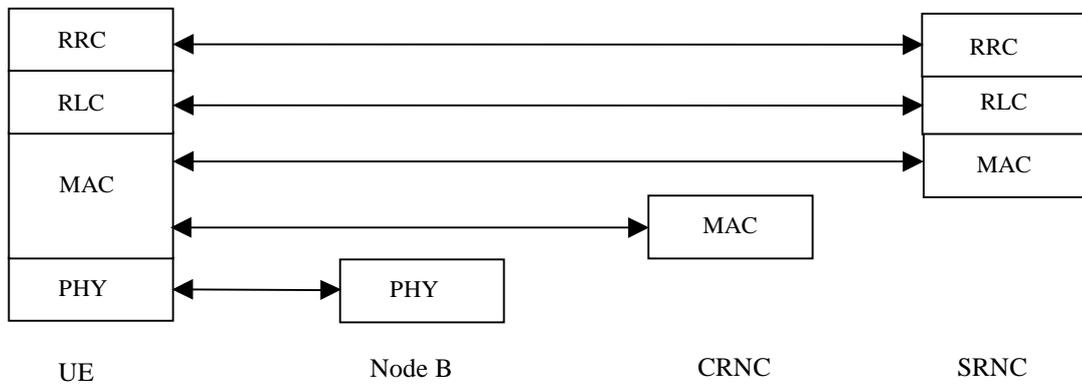 RRC
RRC
RLC
RLC
MAC
MAC
MAC
PHY
PHY
UE
Node B
CRNC
SRNC